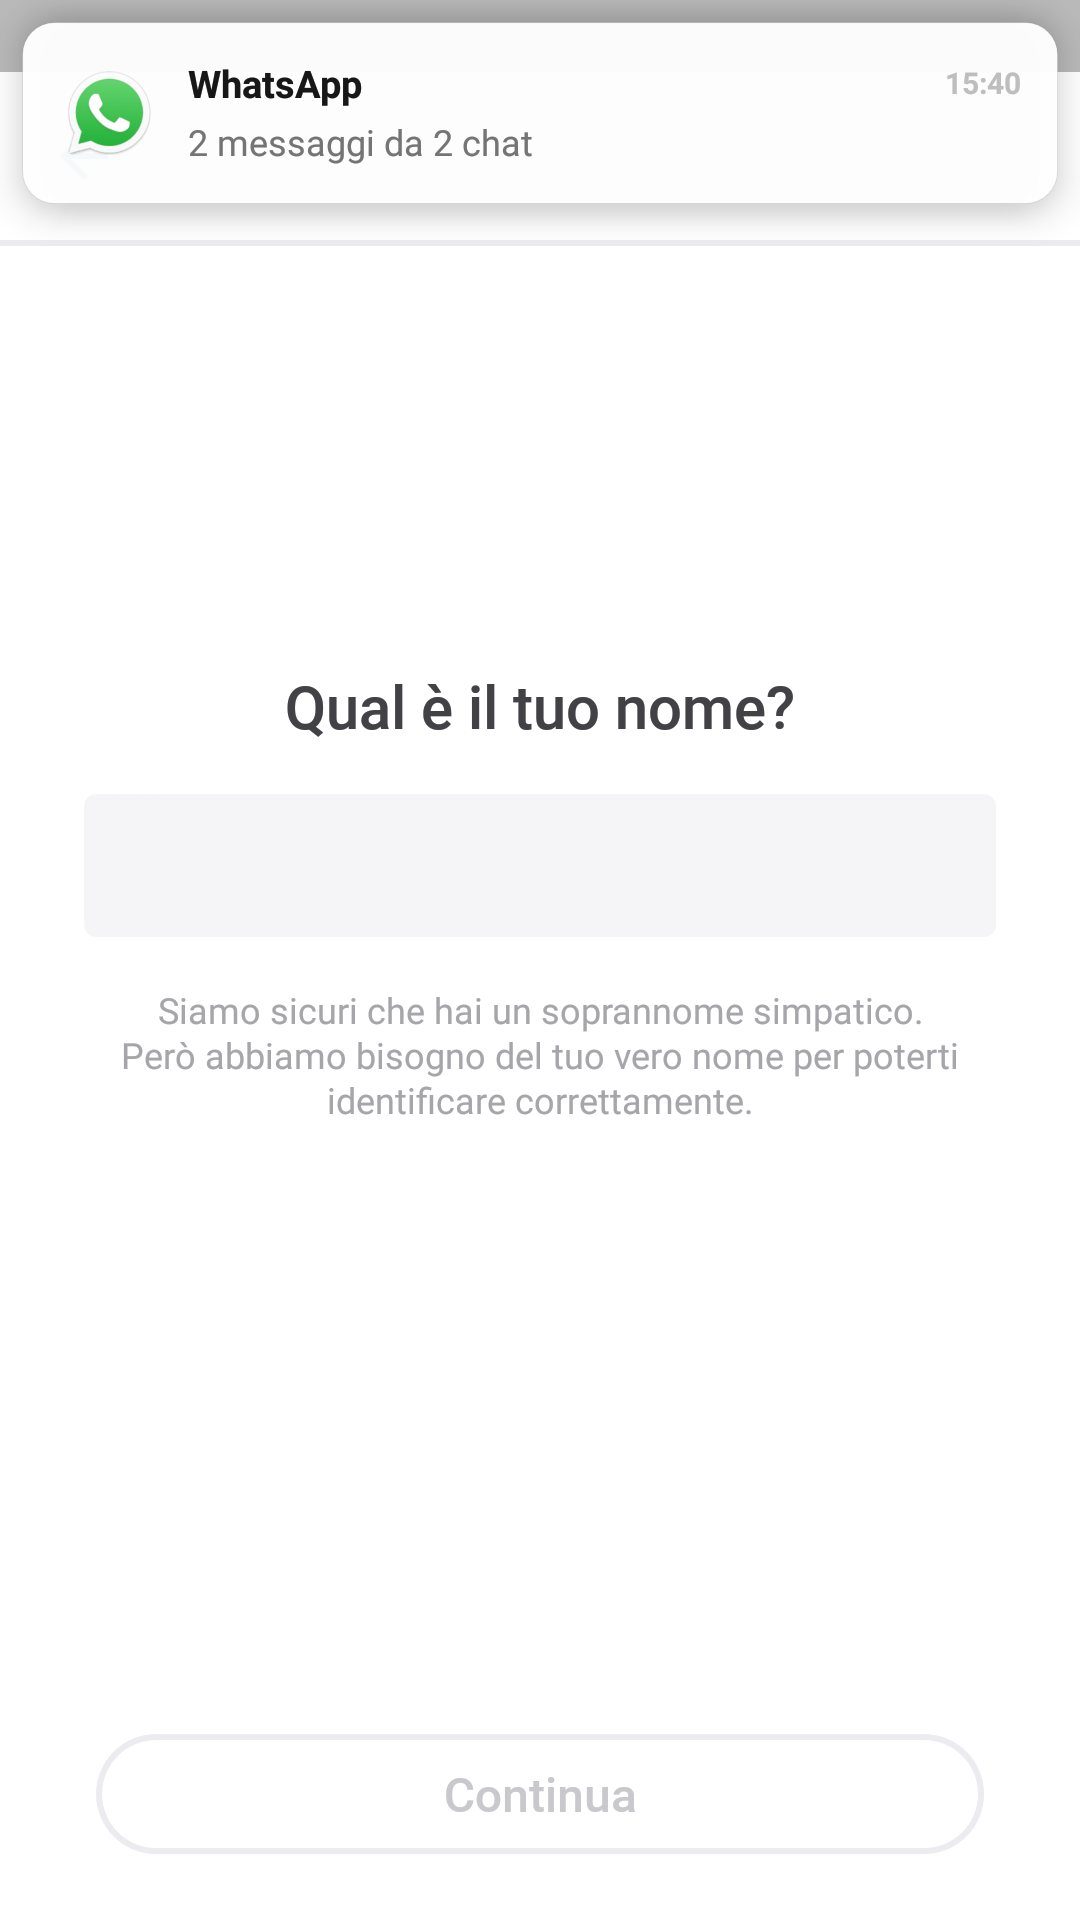 WhatsApp
15:40
2 messaggi da 2 chat
Qual è il tuo nome?
Siamo sicuri che hai un soprannome simpatico.
Però abbiamo bisogno del tuo vero nome per poterti
identificare correttamente.
Continua